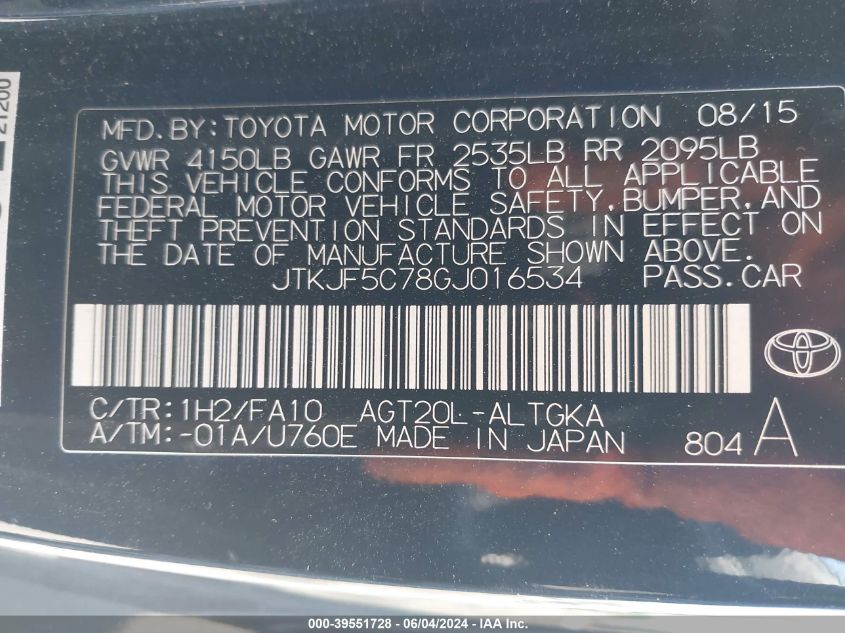 21200
MFD.BY:TOYOTA MOTOR CORPORATION 08/15
GVWR 4150LB GAWR FR 2535LB RR 2095LB
THIS VEHICLE CONFORMS TO ALL APPLICABLE
FEDERAL MOTOR VEHICLE SAFETY,BUMPER,AND
THEFT PREVENTION STANDARDS IN EFFECT ON
THE DATE OF MANUFACTURE SHOWN ABOVE.
JTKJF5C78GJ016534 PASS.CAR
C/TR:1H2/FA10 AGT20L-ALTGKA
A/TM:-01A/U760E MADE IN JAPAN 804 A
000-39551728 - 06/04/2024 - IAA Inc.